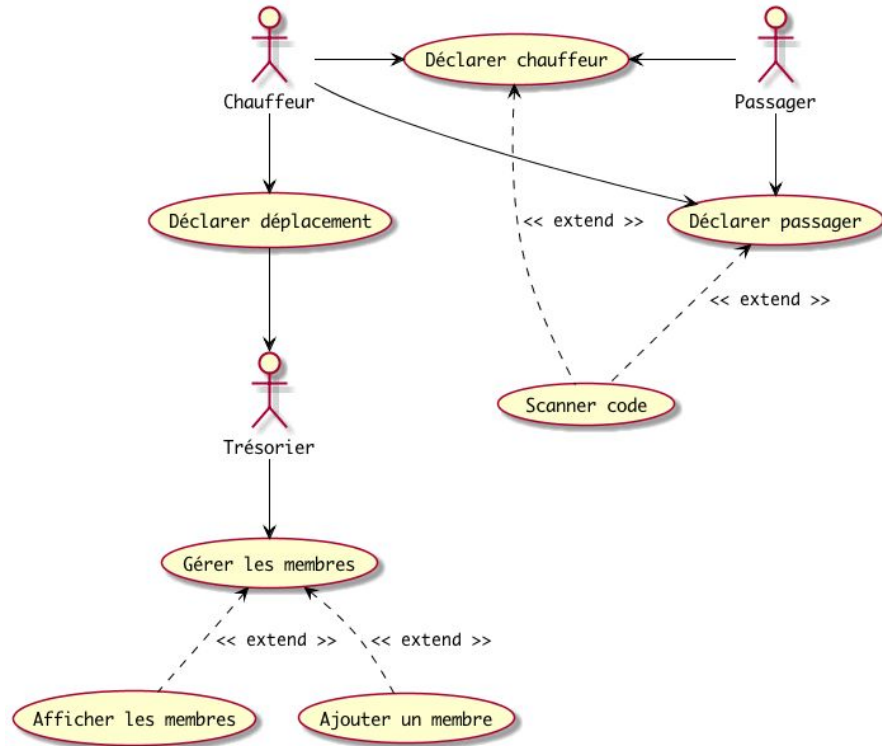 Chauffeur
Déclarer chauffeur
Passager
Déclarer déplacement
<< extend >>
Déclarer passager
<< extend >>
Scanner code
Trésorier
Gérer les membres
<< extend >>
<< extend >>
Afficher les membres
Ajouter un membre